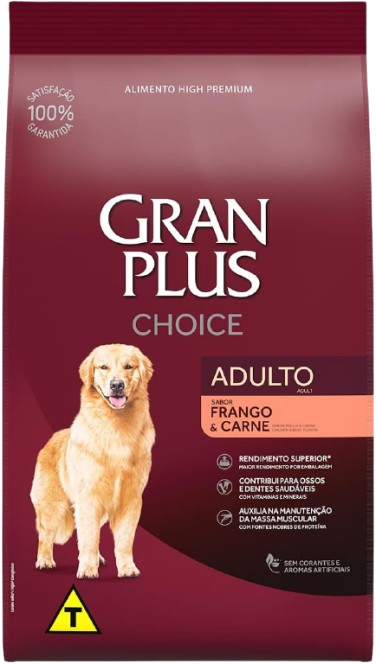 ALIMENTO HIGH PREMIUM
SATISFAÇÃO
100%
GARANTIDA
GRAN
PLUS
CHOICE
ADULTO
ADULT
SABOR
FRANGO
& CARNE
RENDIMENTO SUPERIOR*
MAIOR RENDIMENTO POR EMBALAGEM
CONTRIBUI PARA OSSOS
E DENTES SAUDÁVEIS
COM VITAMINAS E MINERAIS
AUXILIA NA MANUTENÇÃO
DA MASSA MUSCULAR
COM FONTES NOBRES DE PROTEÍNA
SEM CORANTES E
AROMAS ARTIFICIAIS
T